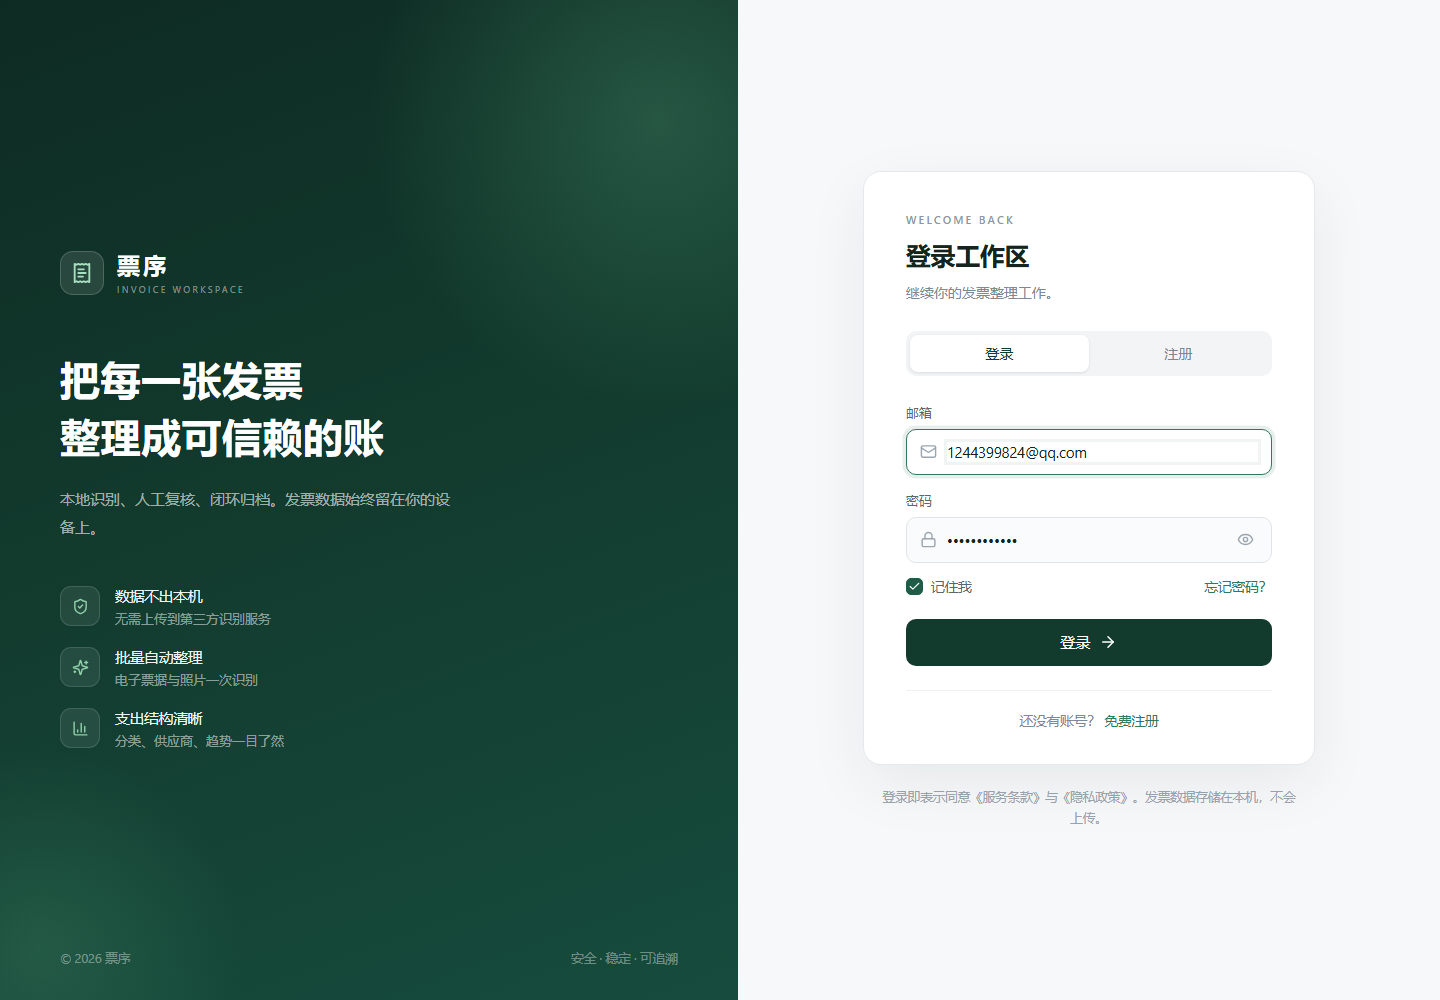 票序
INVOICE WORKSPACE
把每一张发票
整理成可信赖的账
本地识别、人工复核、闭环归档。发票数据始终留在你的设
备上。
数据不出本机
无需上传到第三方识别服务
批量自动整理
电子票据与照片一次识别
支出结构清晰
分类、供应商、趋势一目了然
© 2026 票序
安全 · 稳定 · 可追溯
WELCOME BACK
登录工作区
继续你的发票整理工作。
登录
注册
邮箱
1244399824@qq.com
密码
••••••••••••
记住我
忘记密码?
登录 →
还没有账号? 免费注册
登录即表示同意《服务条款》与《隐私政策》。发票数据存储在本机，不会
上传。